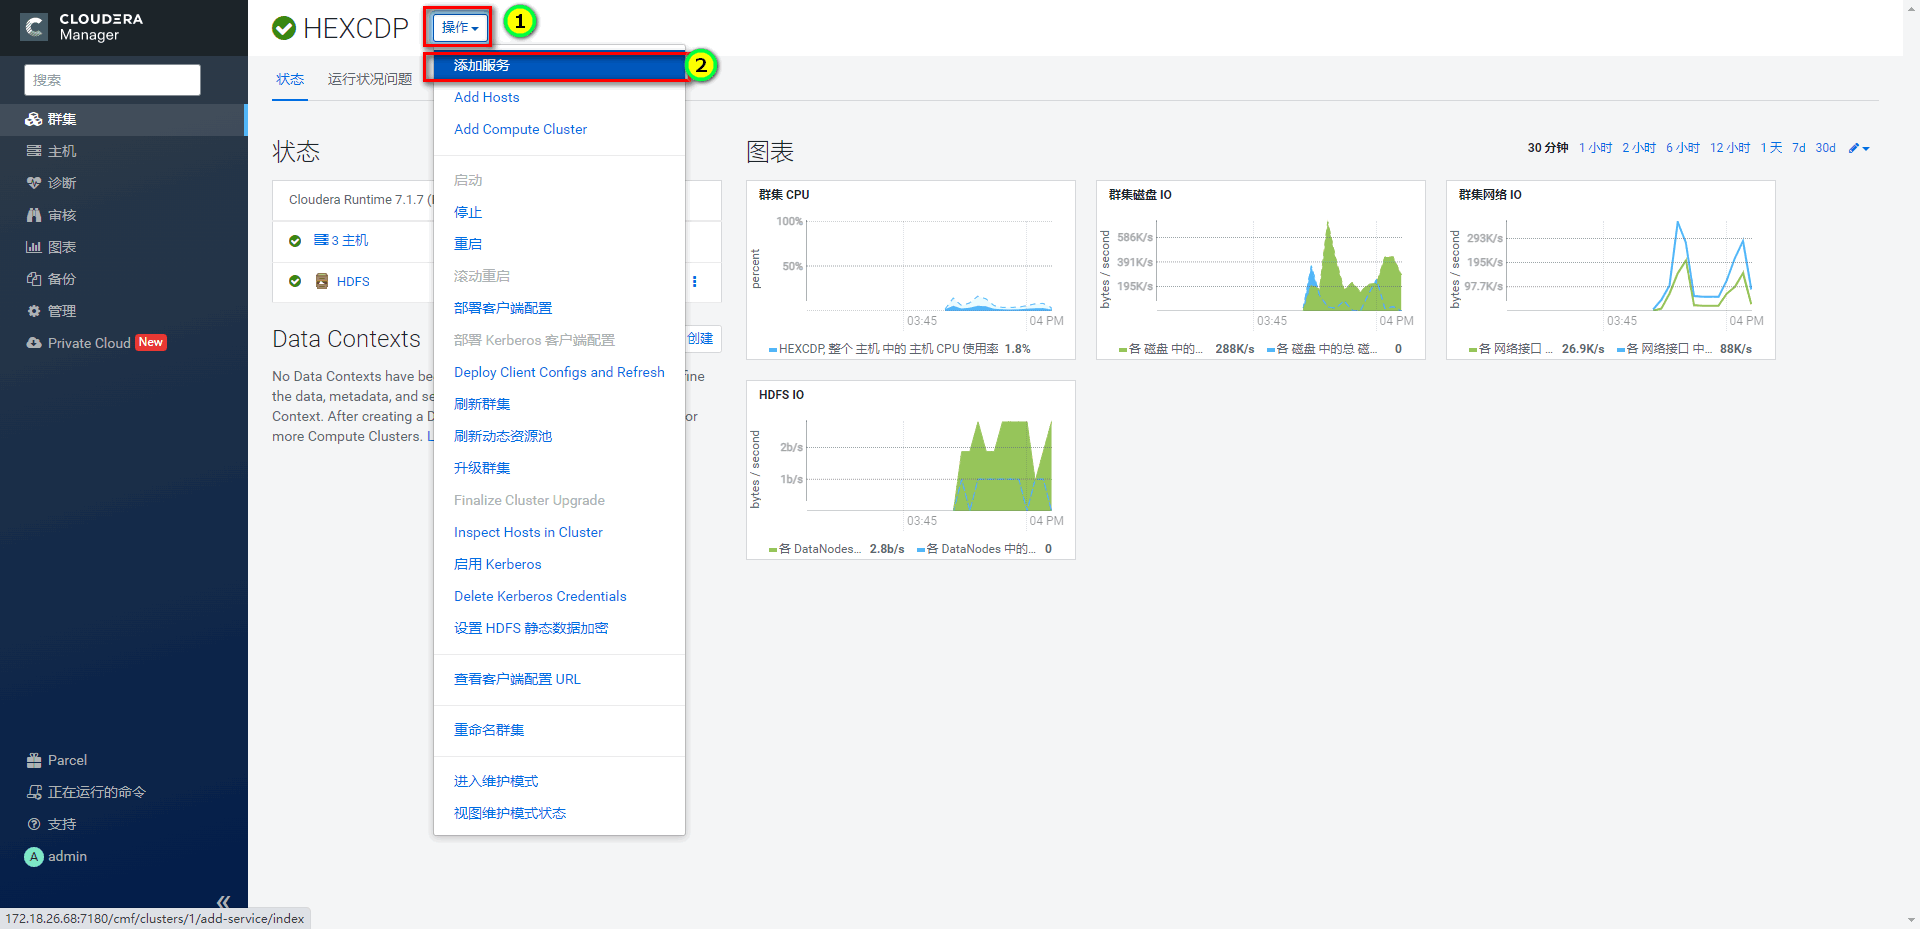 CLOUDERA
Manager
搜索
群集
主机
诊断
审核
图表
备份
管理
Private Cloud New
Parcel
正在运行的命令
支持
A admin
«
172.18.26.68:7180/cmf/clusters/1/add-service/index
HEXCDP
操作
1
状态
运行状况问题
添加服务
2
Add Hosts
Add Compute Cluster
启动
停止
重启
滚动重启
部署客户端配置
部署 Kerberos 客户端配置
Deploy Client Configs and Refresh
刷新群集
刷新动态资源池
升级群集
Finalize Cluster Upgrade
Inspect Hosts in Cluster
启用 Kerberos
Delete Kerberos Credentials
设置 HDFS 静态数据加密
查看客户端配置 URL
重命名群集
进入维护模式
视图维护模式状态
状态
Cloudera Runtime 7.1.7 (
3 主机
HDFS
Data Contexts
创建
No Data Contexts have be
fine
the data, metadata, and se
Context. After creating a D
or
more Compute Clusters. L
图表
30 分钟 1 小时 2 小时 6 小时 12 小时 1 天 7d 30d
群集 CPU
percent
100%
50%
03:45
04 PM
HEXCDP, 整个 主机 中的 主机 CPU 使用率 1.8%
群集磁盘 IO
bytes / second
586K/s
391K/s
195K/s
03:45
04 PM
各 磁盘 中的... 288K/s 各 磁盘 中的总 磁... 0
群集网络 IO
bytes / second
293K/s
195K/s
97.7K/s
03:45
04 PM
各 网络接口 ... 26.9K/s 各 网络接口 中... 88K/s
HDFS IO
bytes / second
2b/s
1b/s
03:45
04 PM
各 DataNodes... 2.8b/s 各 DataNodes 中的... 0